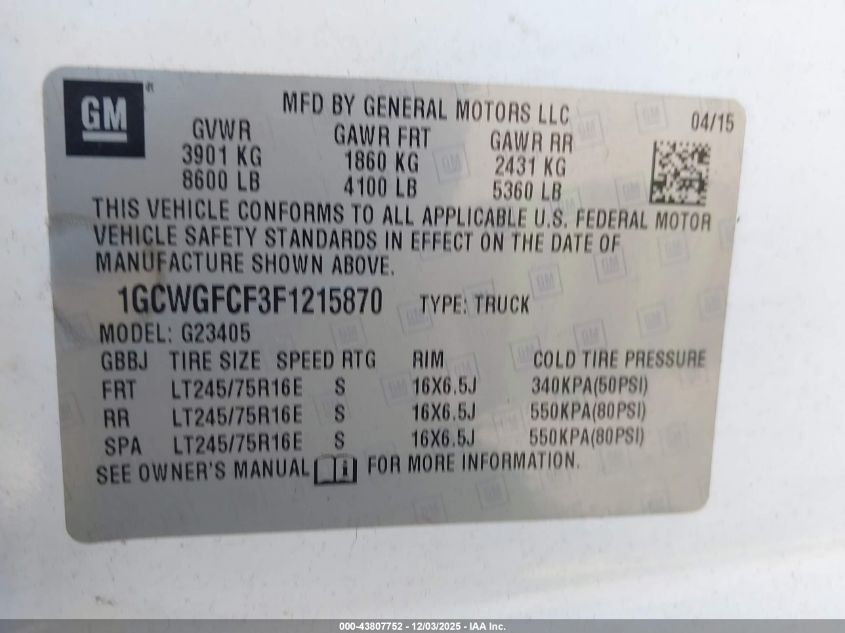 GM
MFD BY GENERAL MOTORS LLC
04/15
GVWR GAWR FRT GAWR RR
3901 KG 1860 KG 2431 KG
8600 LB 4100 LB 5360 LB
THIS VEHICLE CONFORMS TO ALL APPLICABLE U.S. FEDERAL MOTOR
VEHICLE SAFETY STANDARDS IN EFFECT ON THE DATE OF
MANUFACTURE SHOWN ABOVE.
1GCWGFCF3F1215870 TYPE: TRUCK
MODEL: G23405
GBBJ TIRE SIZE SPEED RTG RIM COLD TIRE PRESSURE
FRT LT245/75R16E S 16X6.5J 340KPA(50PSI)
RR LT245/75R16E S 16X6.5J 550KPA(80PSI)
SPA LT245/75R16E S 16X6.5J 550KPA(80PSI)
SEE OWNER'S MANUAL i FOR MORE INFORMATION.
000-43807752 - 12/03/2025 - IAA Inc.